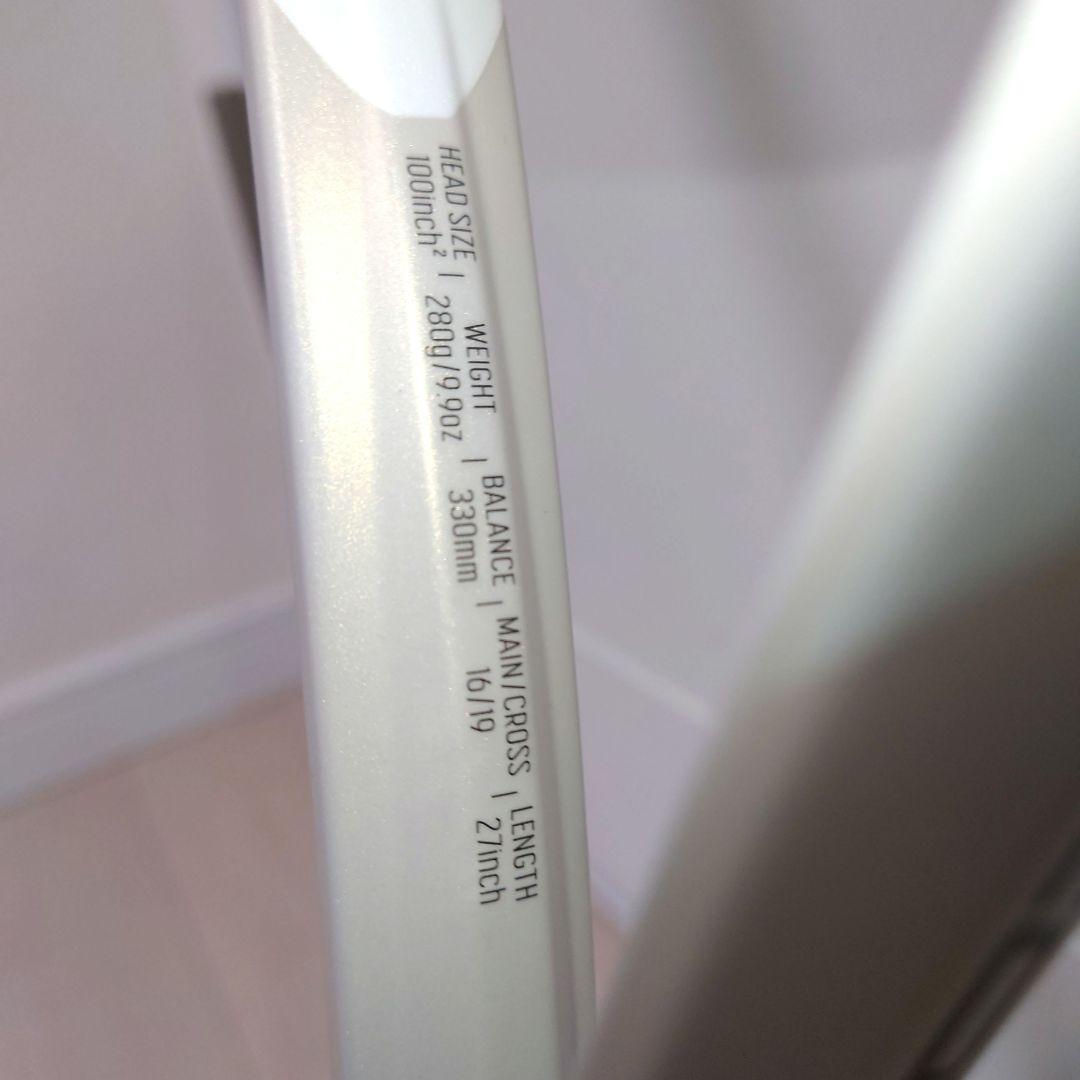 HEAD SIZE | WEIGHT | BALANCE | MAIN/CROSS | LENGTH
100inch² | 280g/9.9oz | 330mm | 16/19 | 27inch